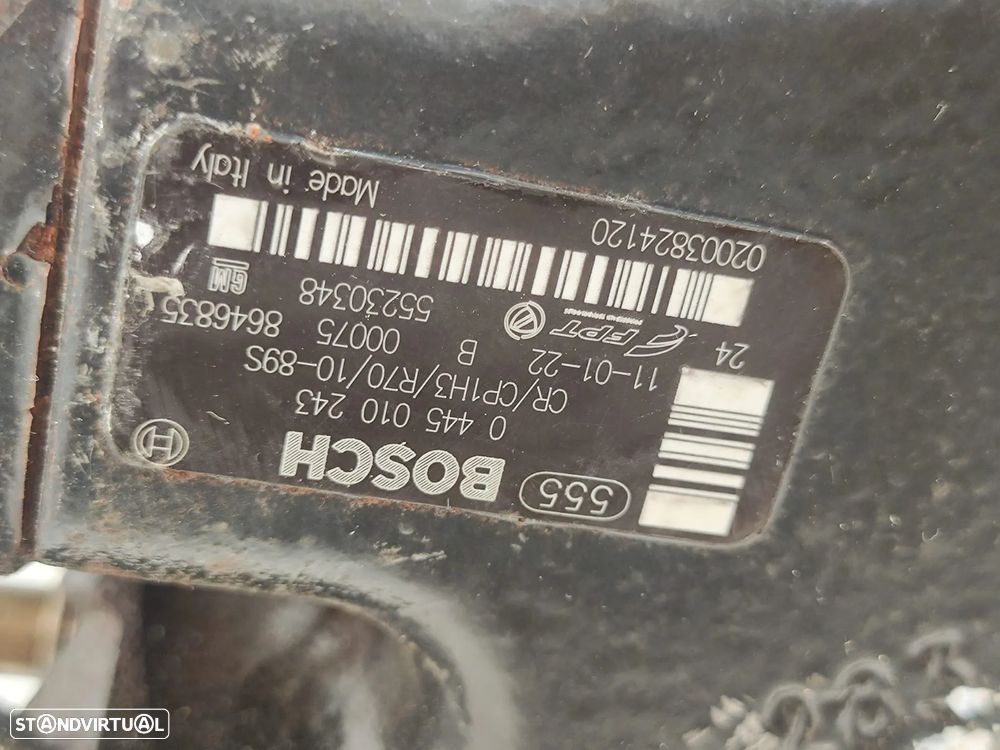 555 BOSCH
0 445 010 243
CR/CP1H3/R70/10-89S
11-01-22 B 00075 8646835
24 FPT 55230348 GM
02003824120 Made in Italy
STANDVIRTUAL